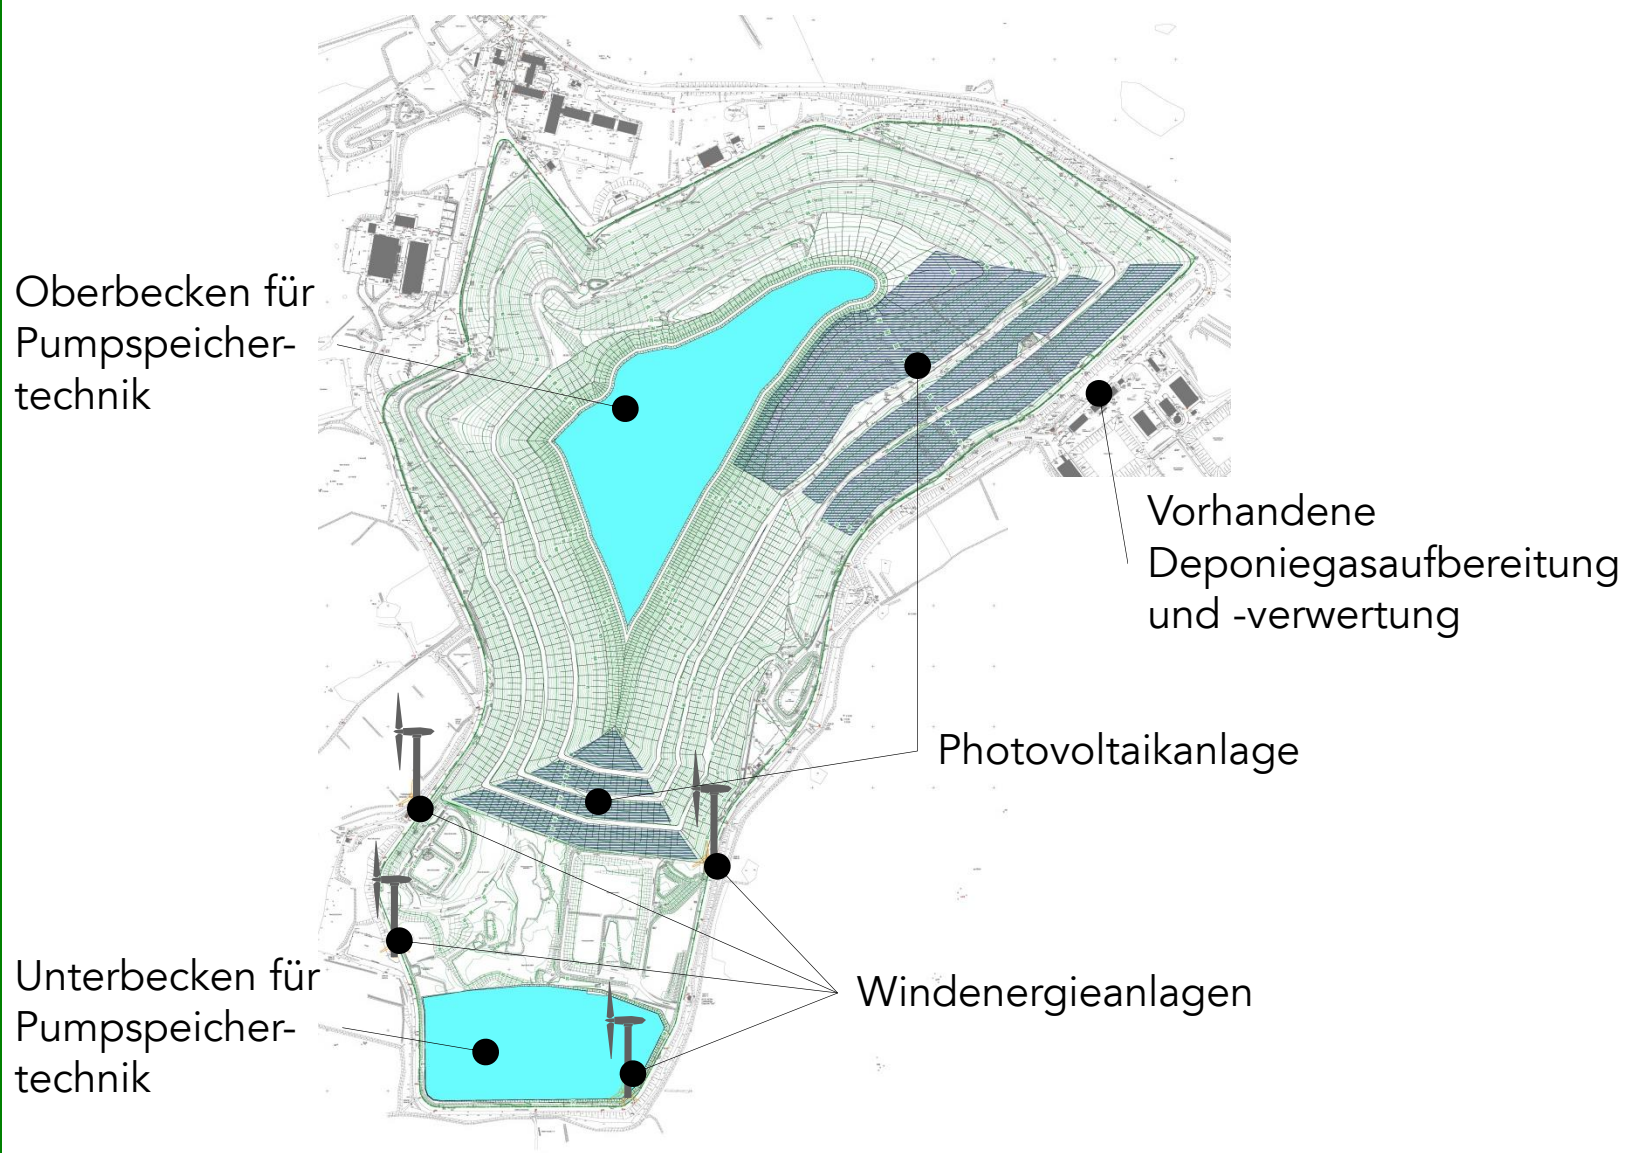 Oberbecken für
Pumpspeicher-
technik
Vorhandene
Deponiegasaufbereitung
und -verwertung
Photovoltaikanlage
Windenergieanlagen
Unterbecken für
Pumpspeicher-
technik